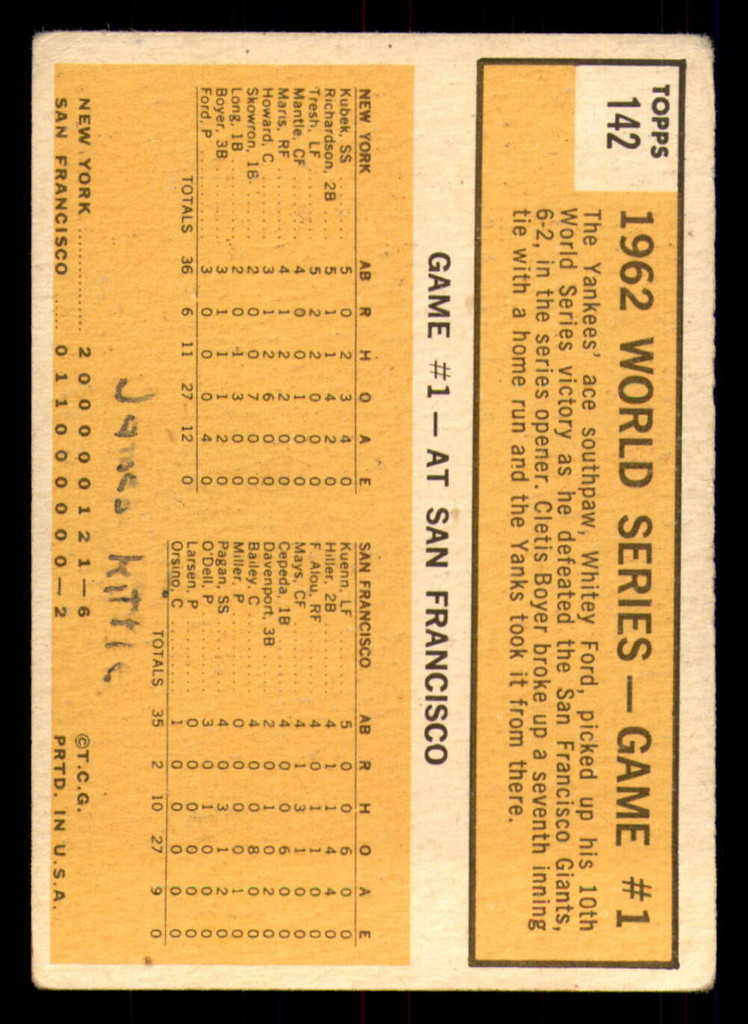 TOPPS
142
1962 WORLD SERIES — GAME #1
The Yankees' ace southpaw, Whitey Ford, picked up his 10th
World Series victory as he defeated the San Francisco Giants,
6-2, in the series opener. Cletis Boyer broke up a seventh inning
tie with a home run and the Yanks took it from there.
GAME #1 — AT SAN FRANCISCO
NEW YORK AB R H O A E
Kubek, SS 5 0 2 3 4 0
Richardson, 2B 5 1 1 4 2 0
Tresh, LF 5 2 2 0 0 0
Mantle, CF 4 0 0 1 0 0
Maris, RF 4 1 2 2 0 0
Howard, C 3 1 2 6 0 0
Skowron, 1B 2 0 0 7 0 0
Long, 1B 2 0 1 3 0 0
Boyer, 3B 3 1 1 1 2 0
Ford, P 3 0 0 0 4 0
TOTALS 36 6 11 27 12 0
SAN FRANCISCO AB R H O A E
Kuenn, LF 5 0 0 6 0 0
Hiller, 2B 4 1 1 4 4 0
F. Alou, RF 4 0 1 1 0 0
Mays, CF 4 1 3 1 0 0
Cepeda, 1B 4 0 0 6 0 0
Davenport, 3B 2 0 1 0 2 0
Bailey, C 4 0 0 8 0 0
Miller, P 0 0 0 0 1 0
Pagan, SS 4 0 3 1 2 0
O'Dell, P 3 0 1 0 0 0
Larsen, P 0 0 0 0 0 0
Orsino, C 1 0 0 0 0 0
TOTALS 35 2 10 27 9 0
James Kittle
NEW YORK .............. 2 0 0 0 0 0 1 2 1 — 6
SAN FRANCISCO ..... 0 1 1 0 0 0 0 0 0 — 2
©T.C.G.
PRTD. IN U.S.A.